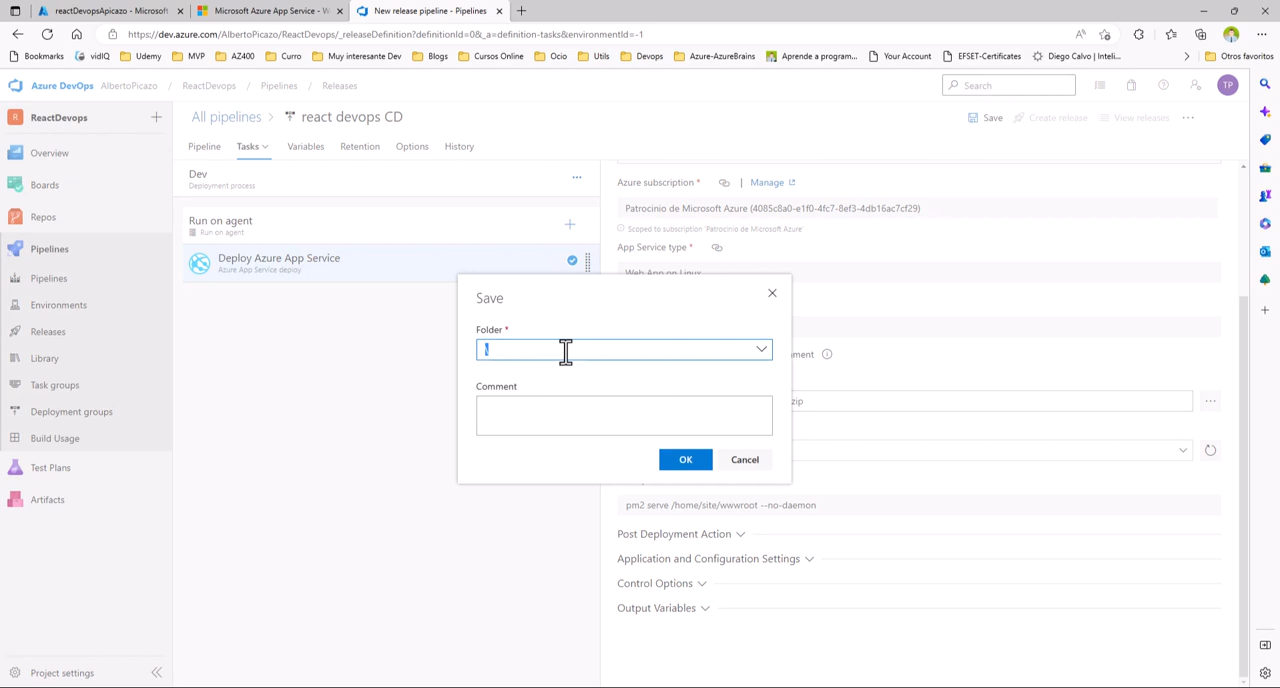 reactDevopsApicazo - Microsoft
Microsoft Azure App Service - W
New release pipeline - Pipelines
https://dev.azure.com/AlbertoPicazo/ReactDevops/_releaseDefinition?definitionId=0&_a=definition-tasks&environmentId=-1
Bookmarks
vidIQ
Udemy
MVP
AZ400
Curro
Muy interesante Dev
Blogs
Cursos Online
Ocio
Utils
Devops
Azure-AzureBrains
Aprende a program...
Your Account
EFSET-Certificates
Diego Calvo | Inteli...
Otros favoritos
Azure DevOps
AlbertoPicazo
/
ReactDevops
/
Pipelines
/
Releases
Search
TP
R
ReactDevops
All pipelines
react devops CD
Save
Create release
View releases
Overview
Boards
Repos
Pipelines
Pipelines
Environments
Releases
Library
Task groups
Deployment groups
Build Usage
Test Plans
Artifacts
Project settings
Pipeline
Tasks
Variables
Retention
Options
History
Dev
Deployment process
Run on agent
Run on agent
Deploy Azure App Service
Azure App Service deploy
Azure subscription *
|
Manage
Patrocinio de Microsoft Azure (4085c8a0-e1f0-4fc7-8ef3-4db16ac7cf29)
Scoped to subscription 'Patrocinio de Microsoft Azure'
App Service type *
Web App on Linux
ment
zip
pm2 serve /home/site/wwwroot --no-daemon
Post Deployment Action
Application and Configuration Settings
Control Options
Output Variables
Save
Folder *
\
Comment
OK
Cancel